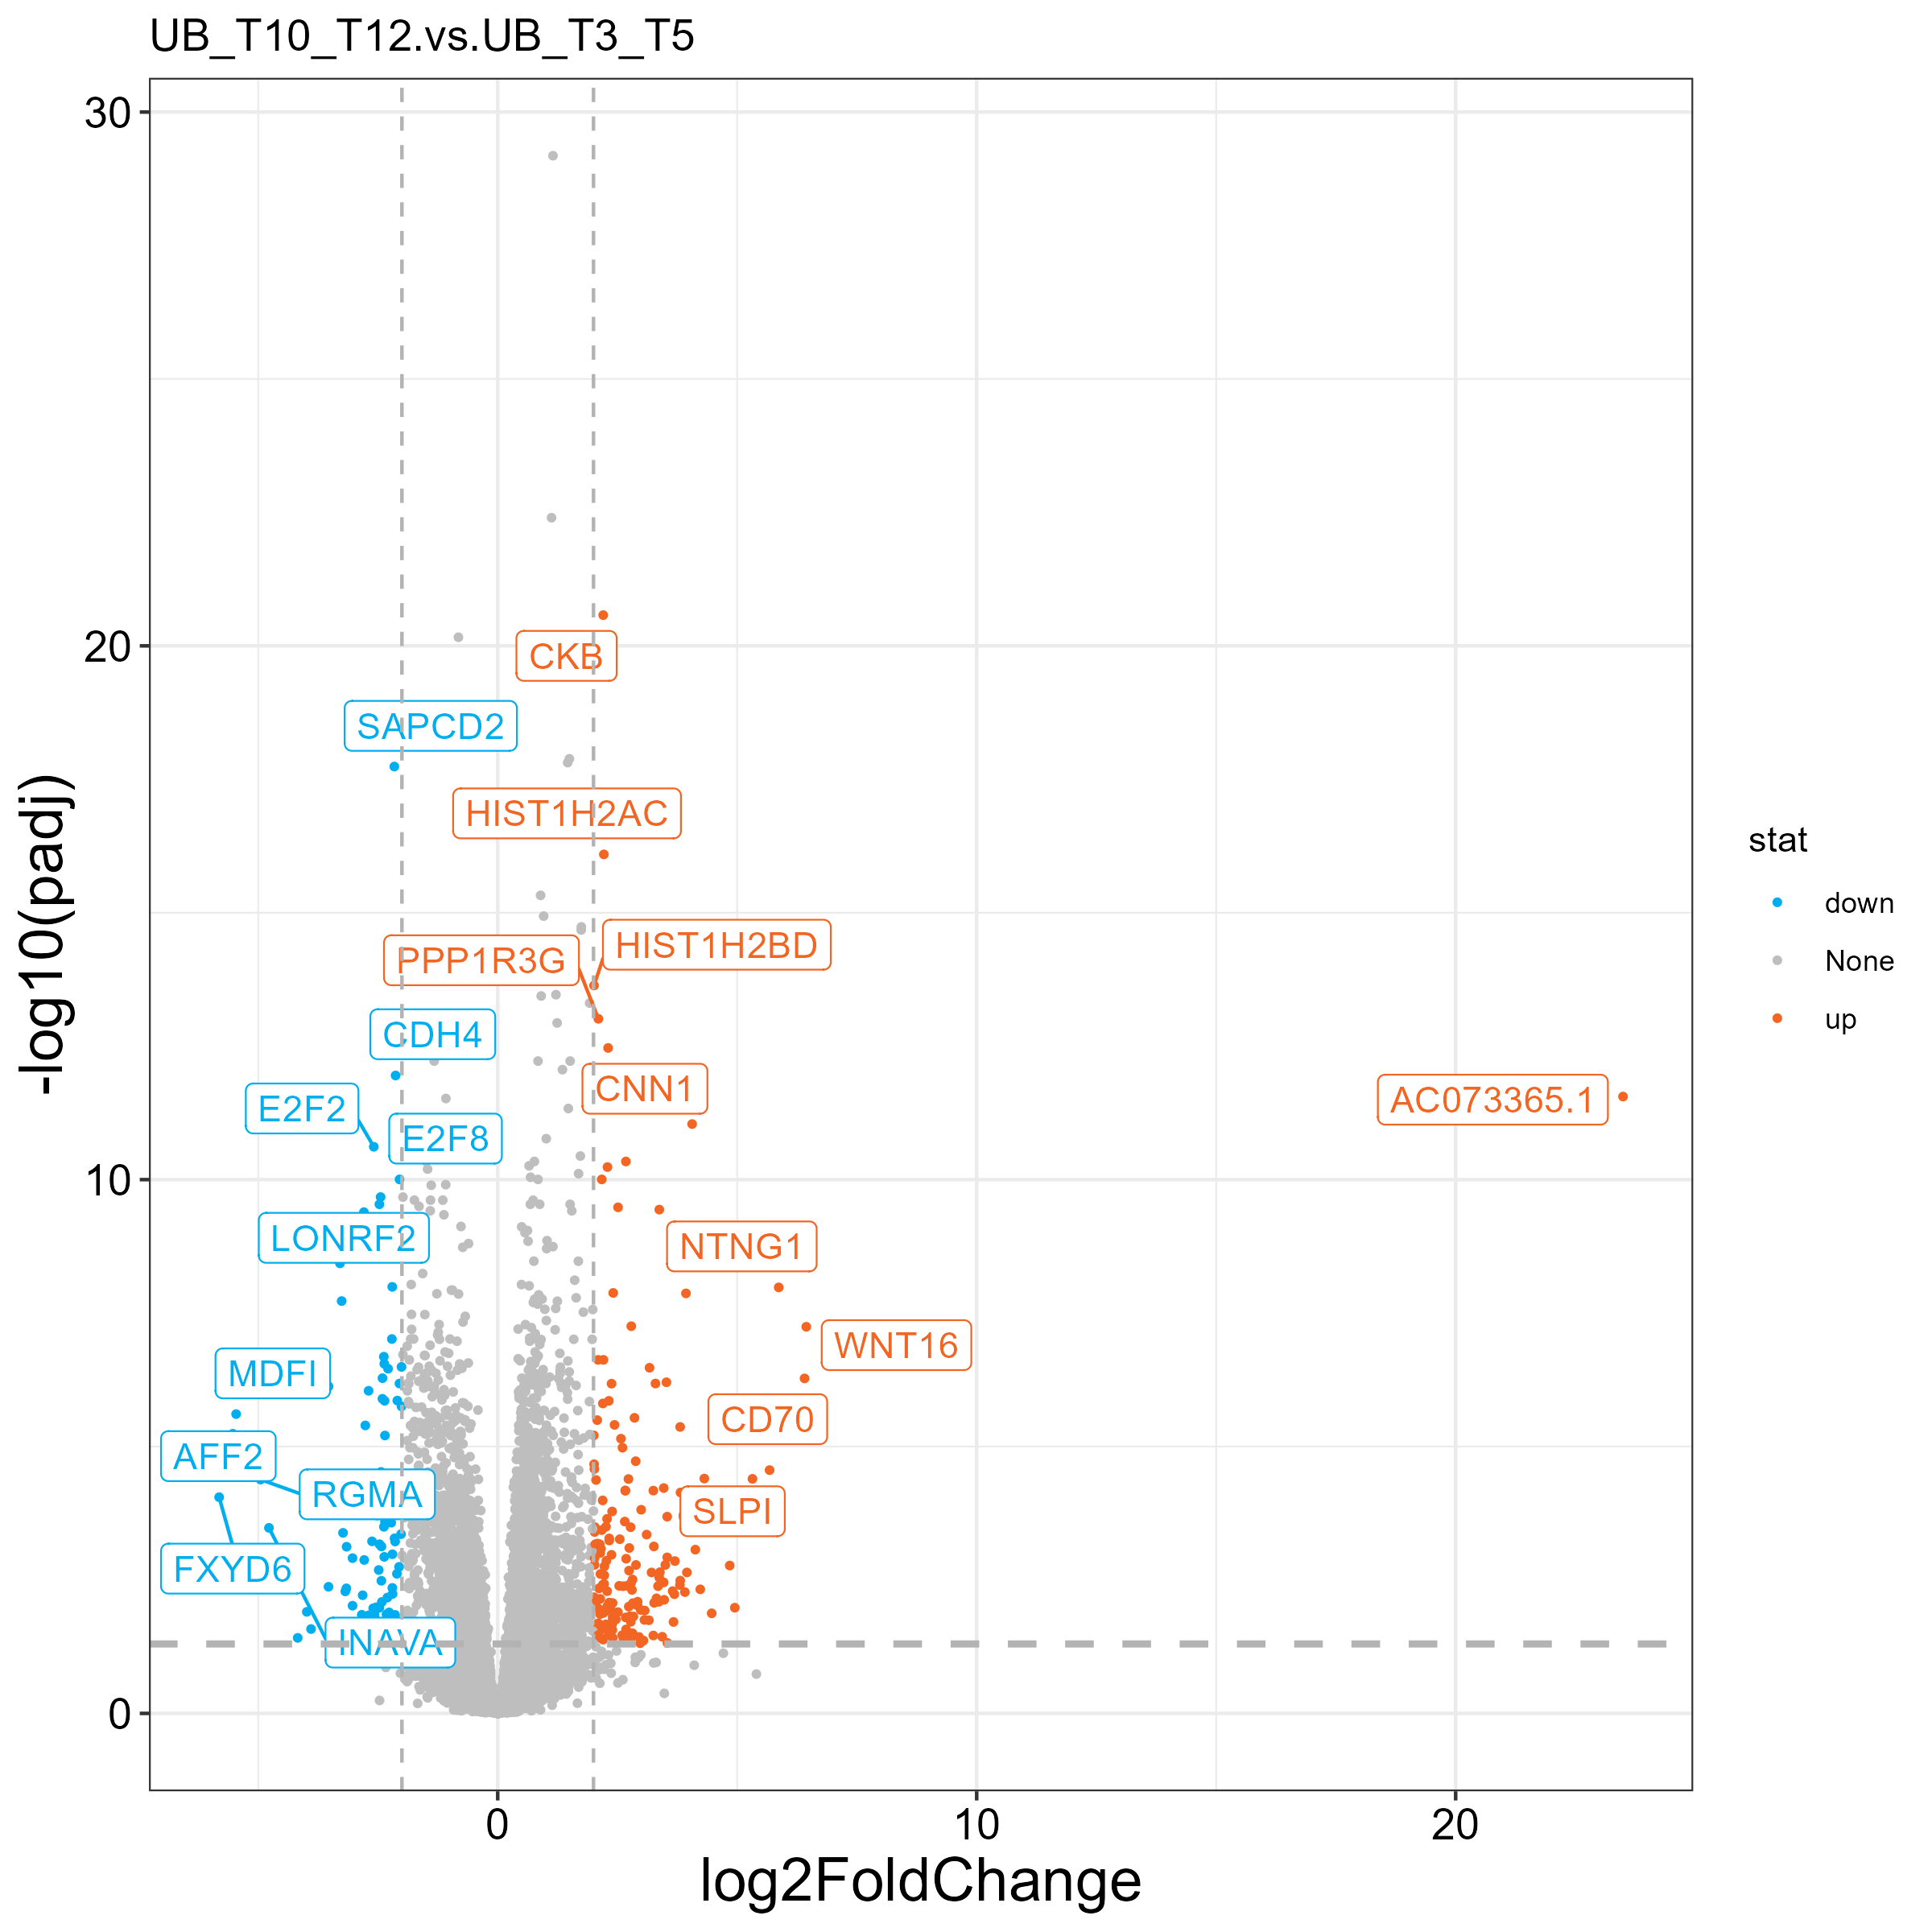 UB_T10_T12.vs.UB_T3_T5
30
20
10
0
-log10(padj)
CKB
SAPCD2
HIST1H2AC
HIST1H2BD
PPP1R3G
CDH4
CNN1
AC073365.1
E2F2
E2F8
LONRF2
NTNG1
WNT16
MDFI
CD70
AFF2
RGMA
SLPI
FXYD6
INAVA
0
10
20
log2FoldChange
stat
down
None
up